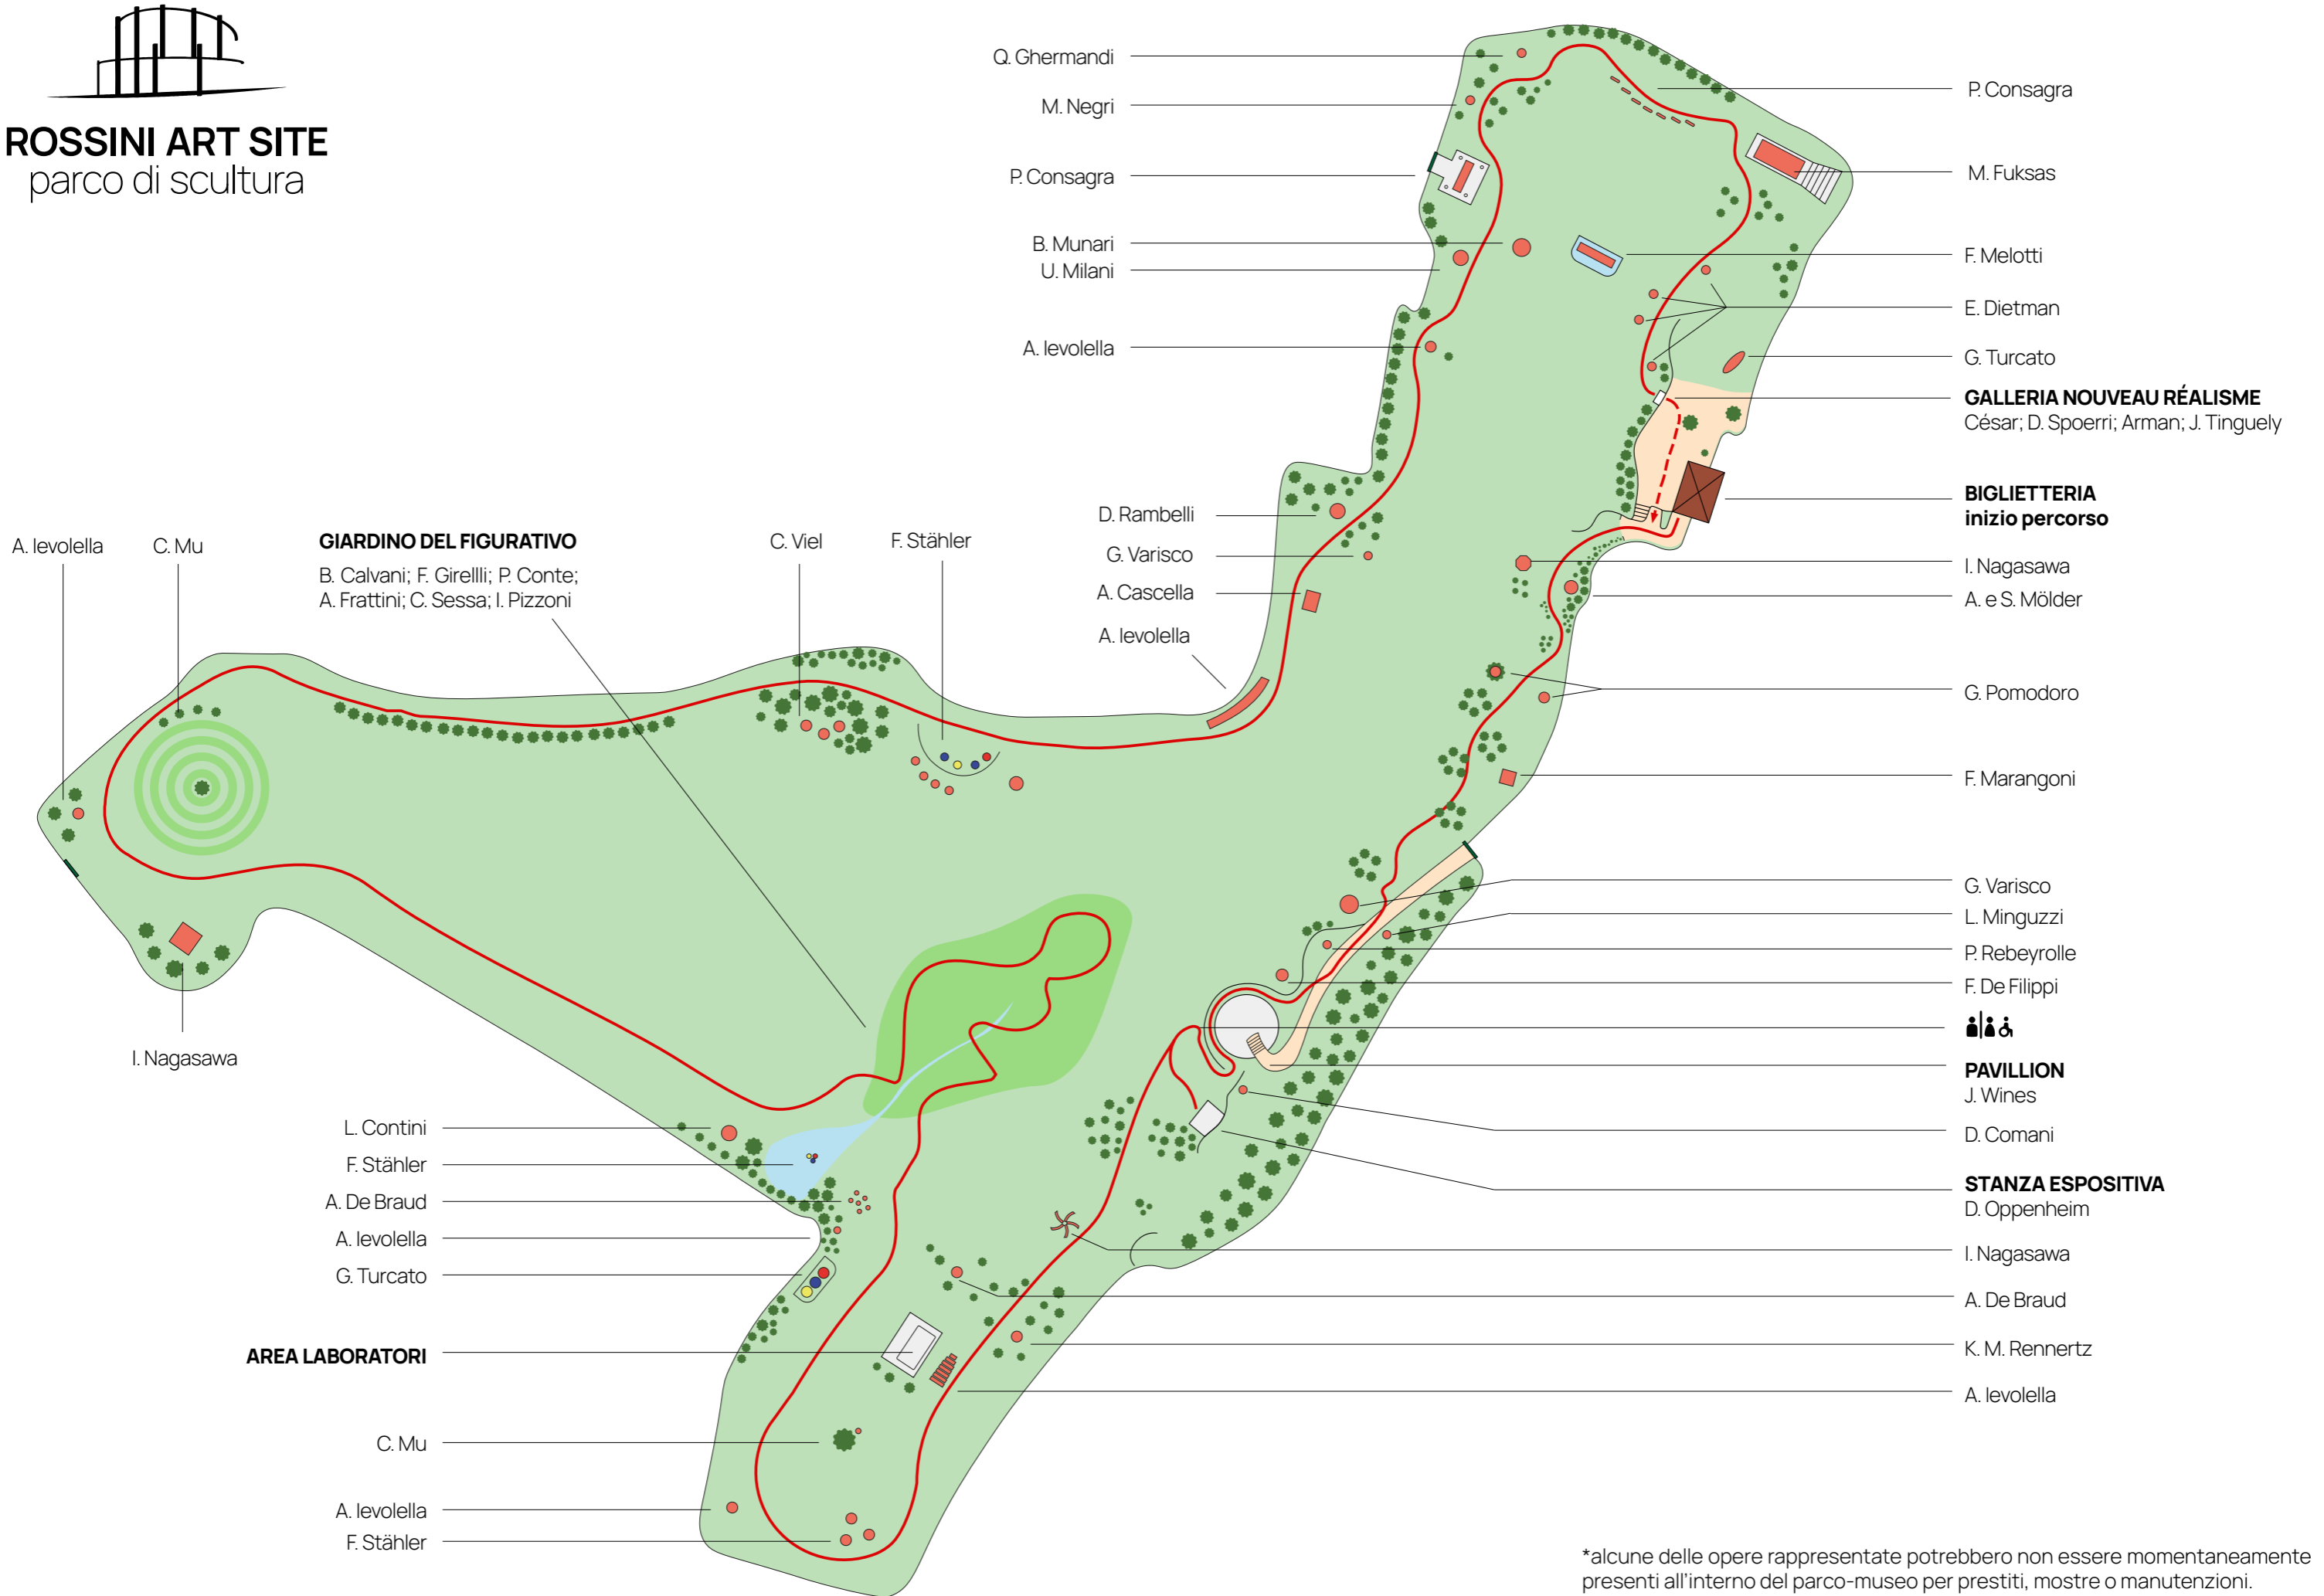 ROSSINI ART SITE
parco di scultura
Q. Ghermandi
M. Negri
P. Consagra
B. Munari
U. Milani
A. Ievolella
D. Rambelli
G. Varisco
A. Cascella
A. Ievolella
P. Consagra
M. Fuksas
F. Melotti
E. Dietman
G. Turcato
GALLERIA NOUVEAU RÉALISME
César; D. Spoerri; Arman; J. Tinguely
BIGLIETTERIA
inizio percorso
I. Nagasawa
A. e S. Mölder
G. Pomodoro
F. Marangoni
G. Varisco
L. Minguzzi
P. Rebeyrolle
F. De Filippi
PAVILLION
J. Wines
D. Comani
STANZA ESPOSITIVA
D. Oppenheim
I. Nagasawa
A. De Braud
K. M. Rennertz
A. Ievolella
A. Ievolella
C. Mu
GIARDINO DEL FIGURATIVO
B. Calvani; F. Girellli; P. Conte;
A. Frattini; C. Sessa; I. Pizzoni
C. Viel
F. Stähler
I. Nagasawa
L. Contini
F. Stähler
A. De Braud
A. Ievolella
G. Turcato
AREA LABORATORI
C. Mu
A. Ievolella
F. Stähler
*alcune delle opere rappresentate potrebbero non essere momentaneamente
presenti all'interno del parco-museo per prestiti, mostre o manutenzioni.